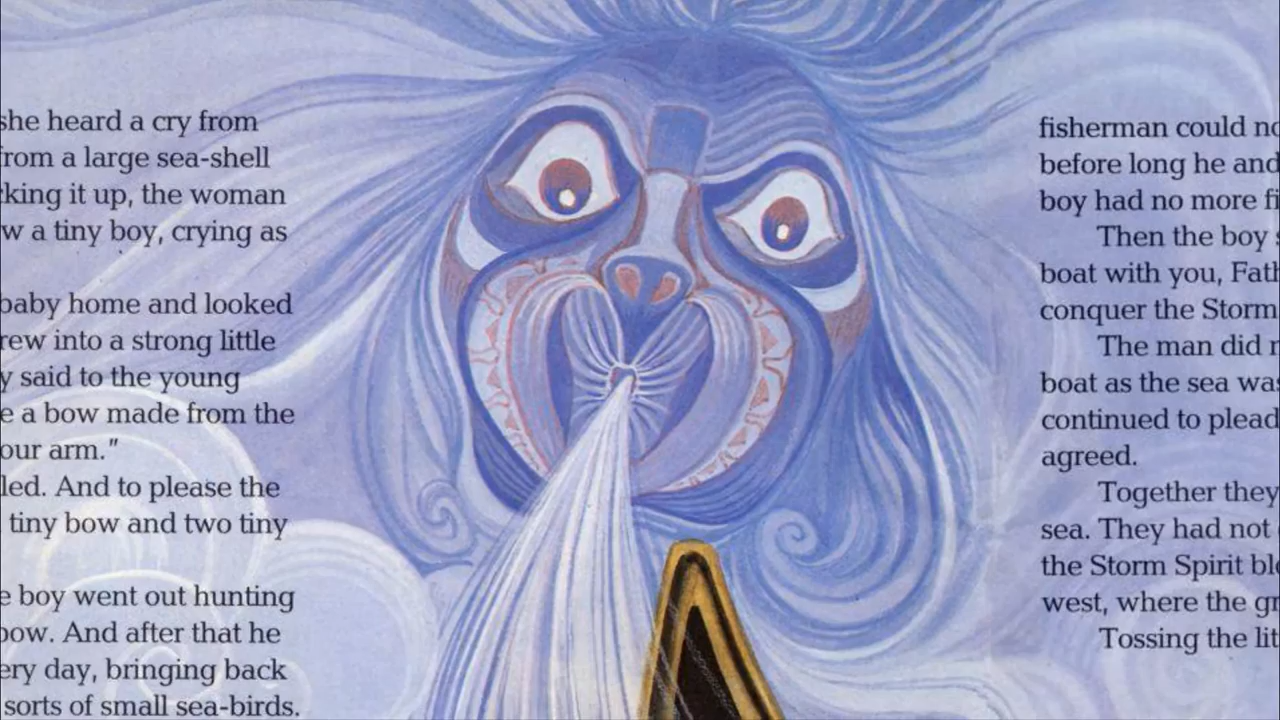 she heard a cry from
from a large sea-shell
cking it up, the woman
w a tiny boy, crying as
baby home and looked
rew into a strong little
y said to the young
e a bow made from the
our arm."
led. And to please the
tiny bow and two tiny
e boy went out hunting
bow. And after that he
ery day, bringing back
sorts of small sea-birds.
fisherman could no
before long he and
boy had no more fi
Then the boy s
boat with you, Fath
conquer the Storm
The man did n
boat as the sea was
continued to plead
agreed.
Together they
sea. They had not
the Storm Spirit ble
west, where the gr
Tossing the lit